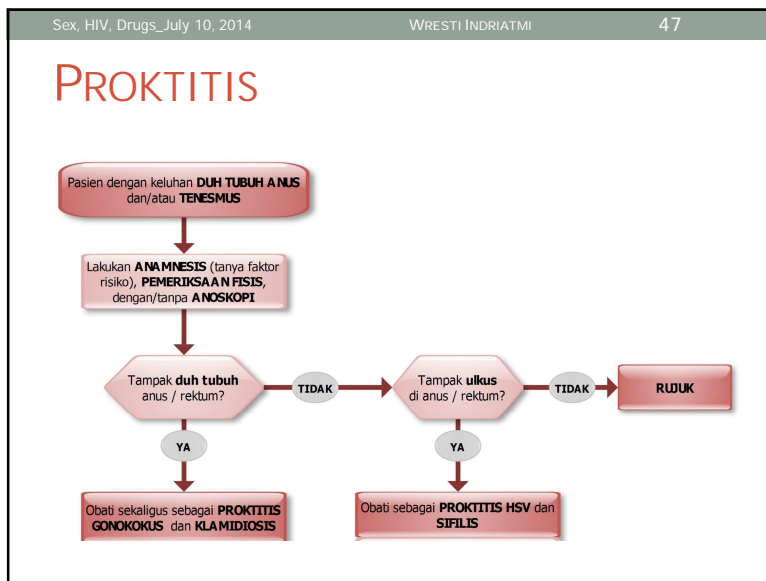 Sex, HIV, Drugs_July 10, 2014 WRESTI INDRIATMI 47
PROKTITIS
Pasien dengan keluhan DUH TUBUH ANUS
dan/atau TENESMUS
Lakukan ANAMNESIS (tanya faktor
risiko), PEMERIKSAAN FISIS,
dengan/tanpa ANOSKOPI
Tampak duh tubuh
anus / rektum?
TIDAK
Tampak ulkus
di anus / rektum?
TIDAK
RUJUK
YA
YA
Obati sekaligus sebagai PROKTITIS
GONOKOKUS dan KLAMIDIOSIS
Obati sebagai PROKTITIS HSV dan
SIFILIS